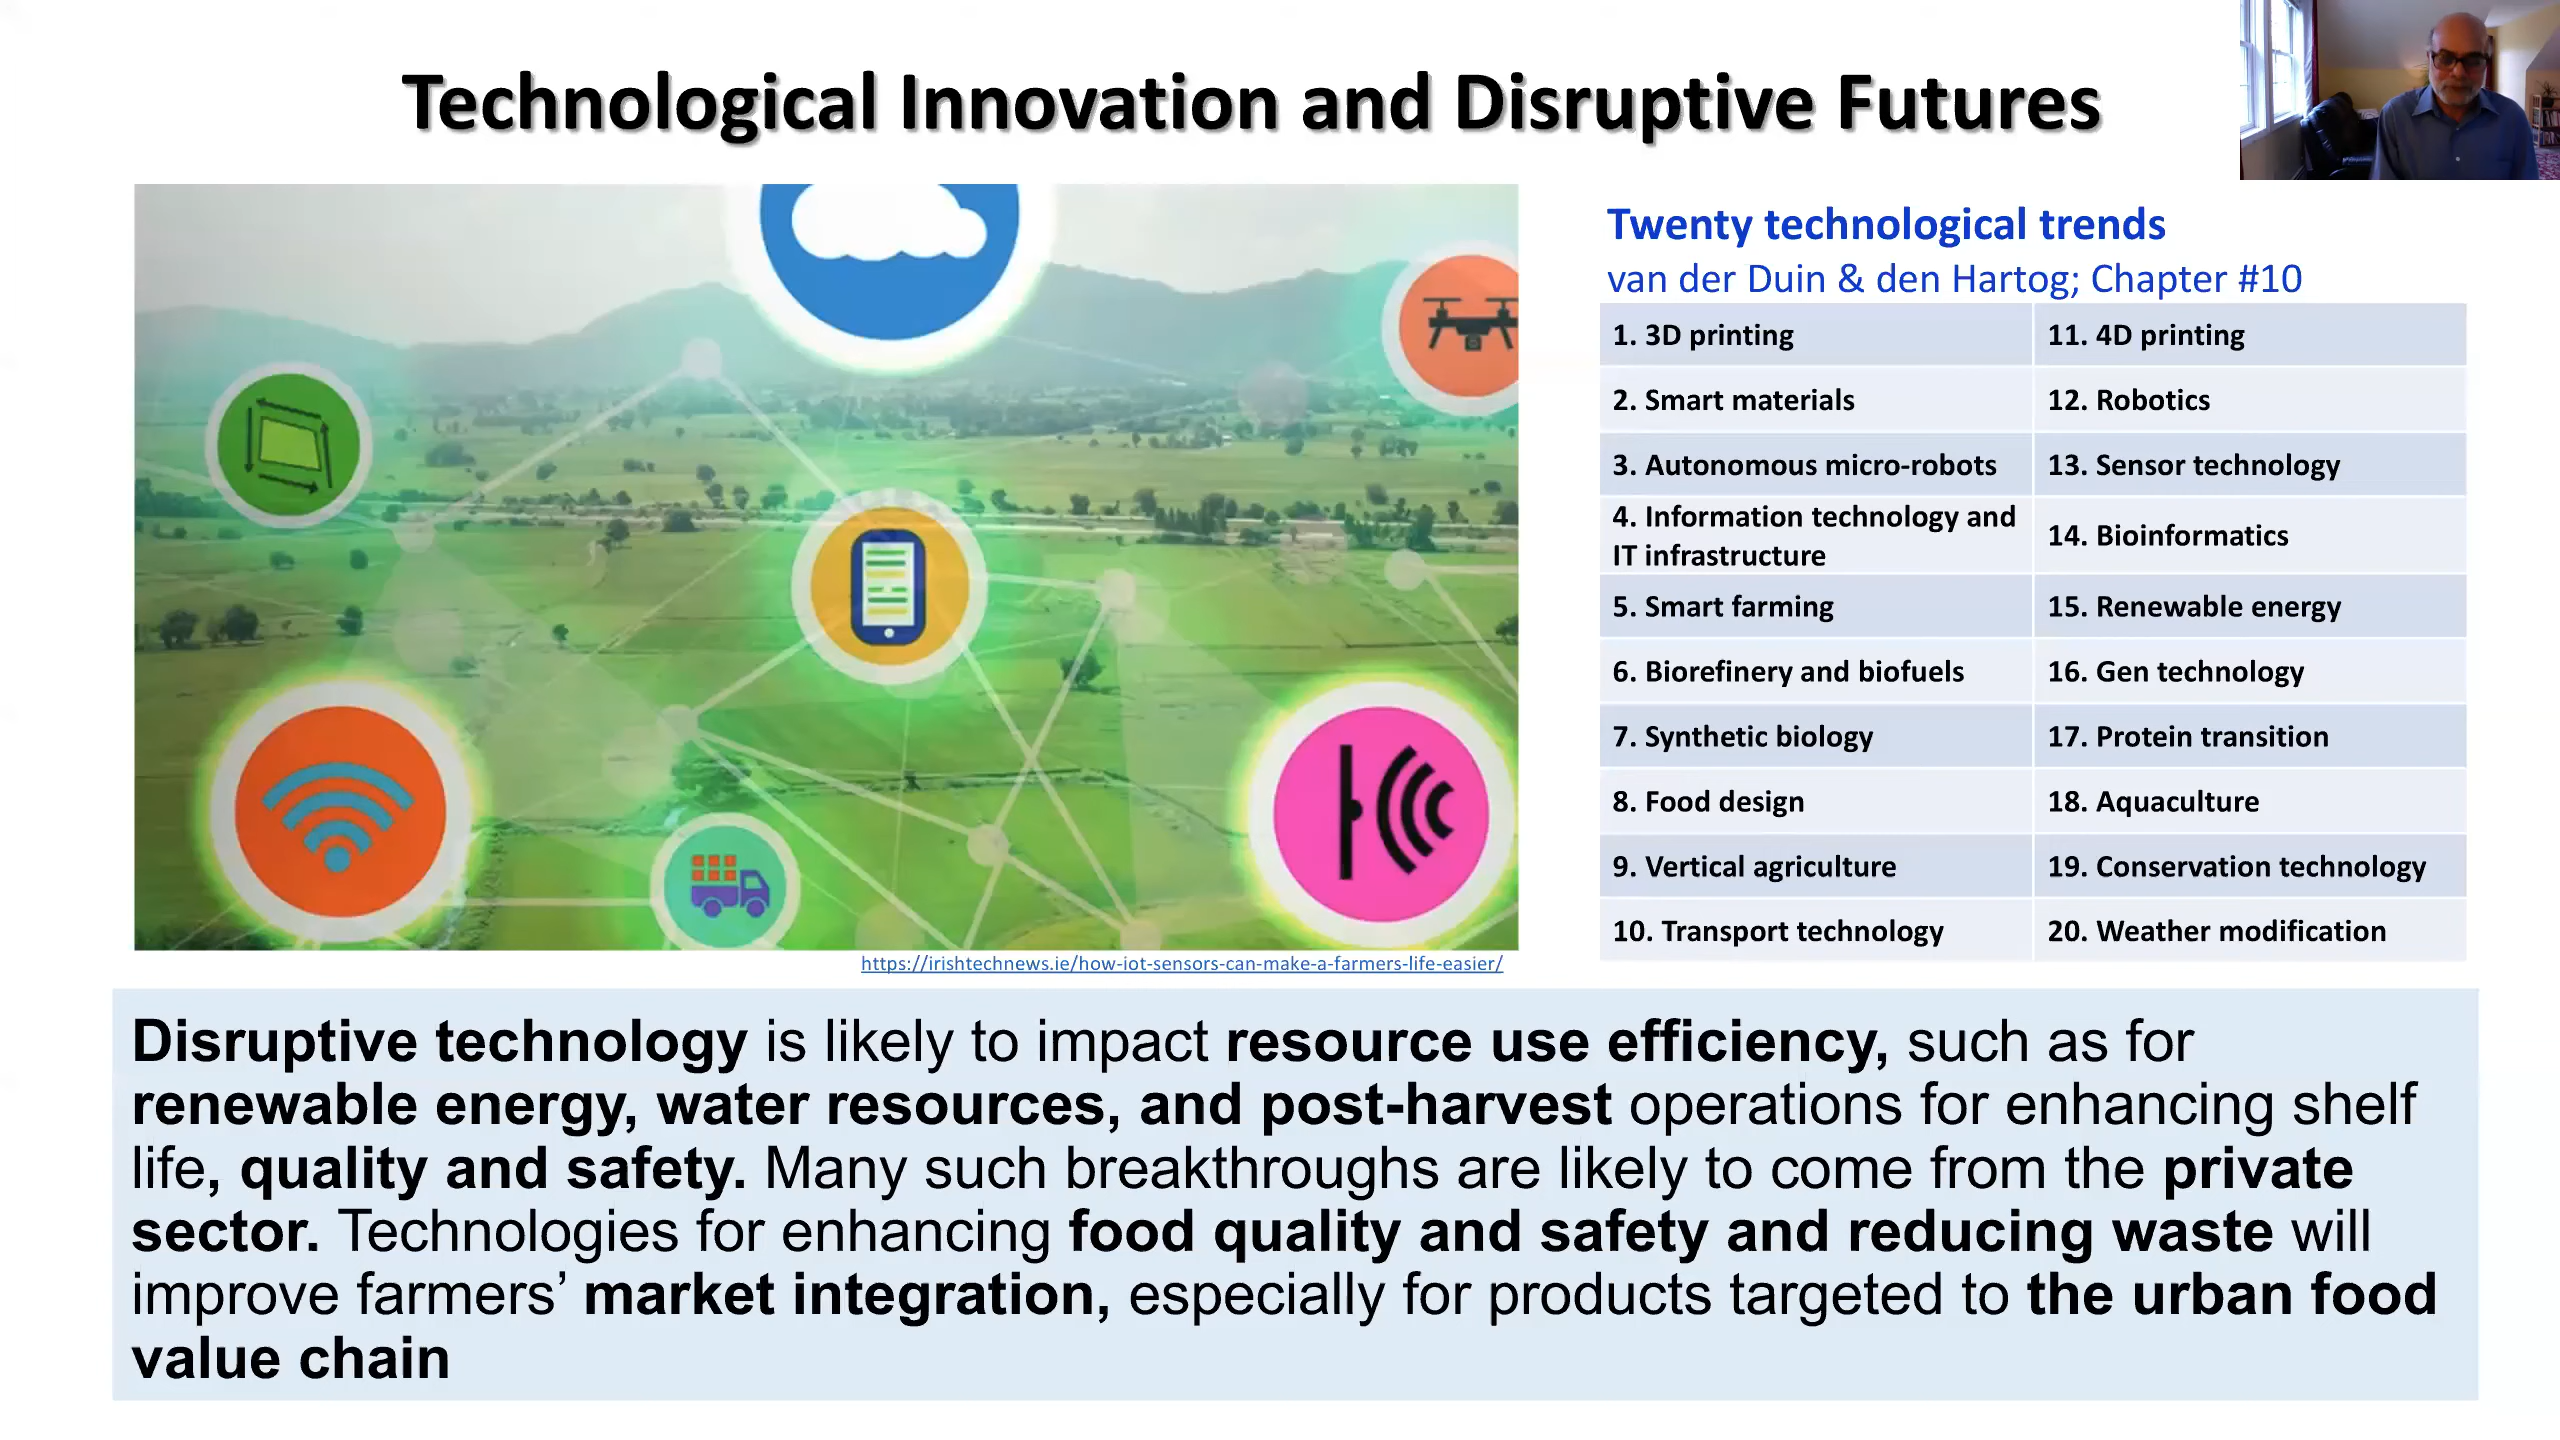 Technological Innovation and Disruptive Futures
Twenty technological trends
van der Duin & den Hartog; Chapter #10
1. 3D printing
11. 4D printing
2. Smart materials
12. Robotics
3. Autonomous micro-robots
13. Sensor technology
4. Information technology and
IT infrastructure
14. Bioinformatics
5. Smart farming
15. Renewable energy
6. Biorefinery and biofuels
16. Gen technology
7. Synthetic biology
17. Protein transition
8. Food design
18. Aquaculture
9. Vertical agriculture
19. Conservation technology
10. Transport technology
20. Weather modification
https://irishtechnews.ie/how-iot-sensors-can-make-a-farmers-life-easier/
Disruptive technology is likely to impact resource use efficiency, such as for
renewable energy, water resources, and post-harvest operations for enhancing shelf
life, quality and safety. Many such breakthroughs are likely to come from the private
sector. Technologies for enhancing food quality and safety and reducing waste will
improve farmers’ market integration, especially for products targeted to the urban food
value chain